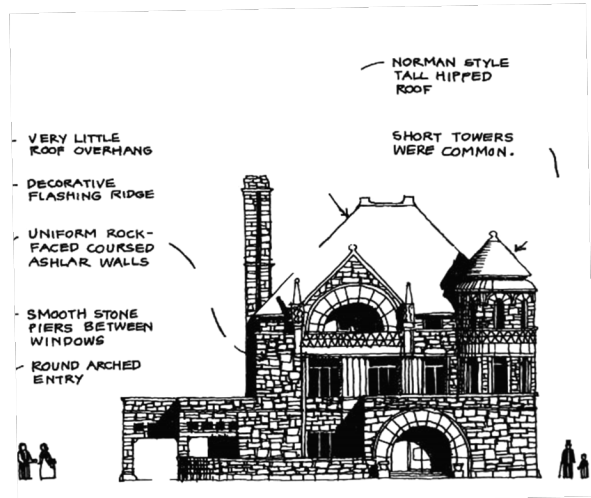 NORMAN STYLE
TALL HIPPED
ROOF
SHORT TOWERS
WERE COMMON.
VERY LITTLE
ROOF OVERHANG
DECORATIVE
FLASHING RIDGE
UNIFORM ROCK-
FACED COURSED
ASHLAR WALLS
SMOOTH STONE
PIERS BETWEEN
WINDOWS
ROUND ARCHED
ENTRY